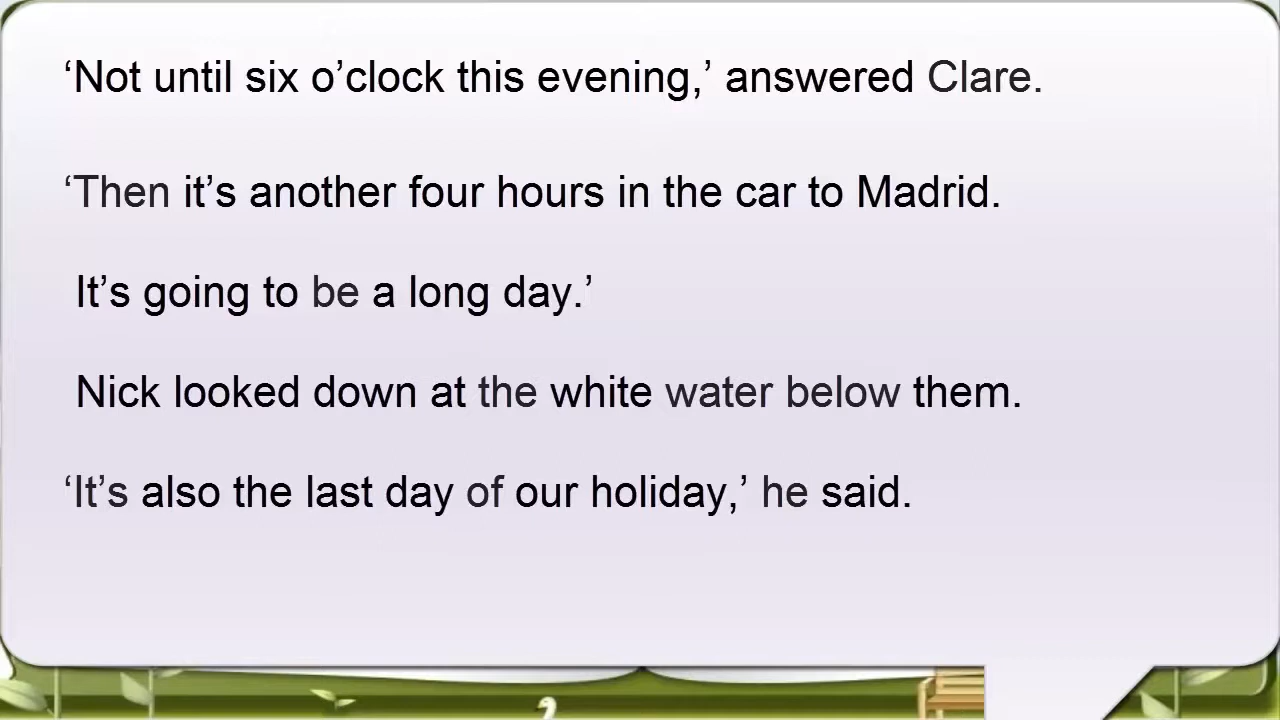 ‘Not until six o’clock this evening,’ answered Clare.
‘Then it’s another four hours in the car to Madrid.
It’s going to be a long day.’
Nick looked down at the white water below them.
‘It’s also the last day of our holiday,’ he said.